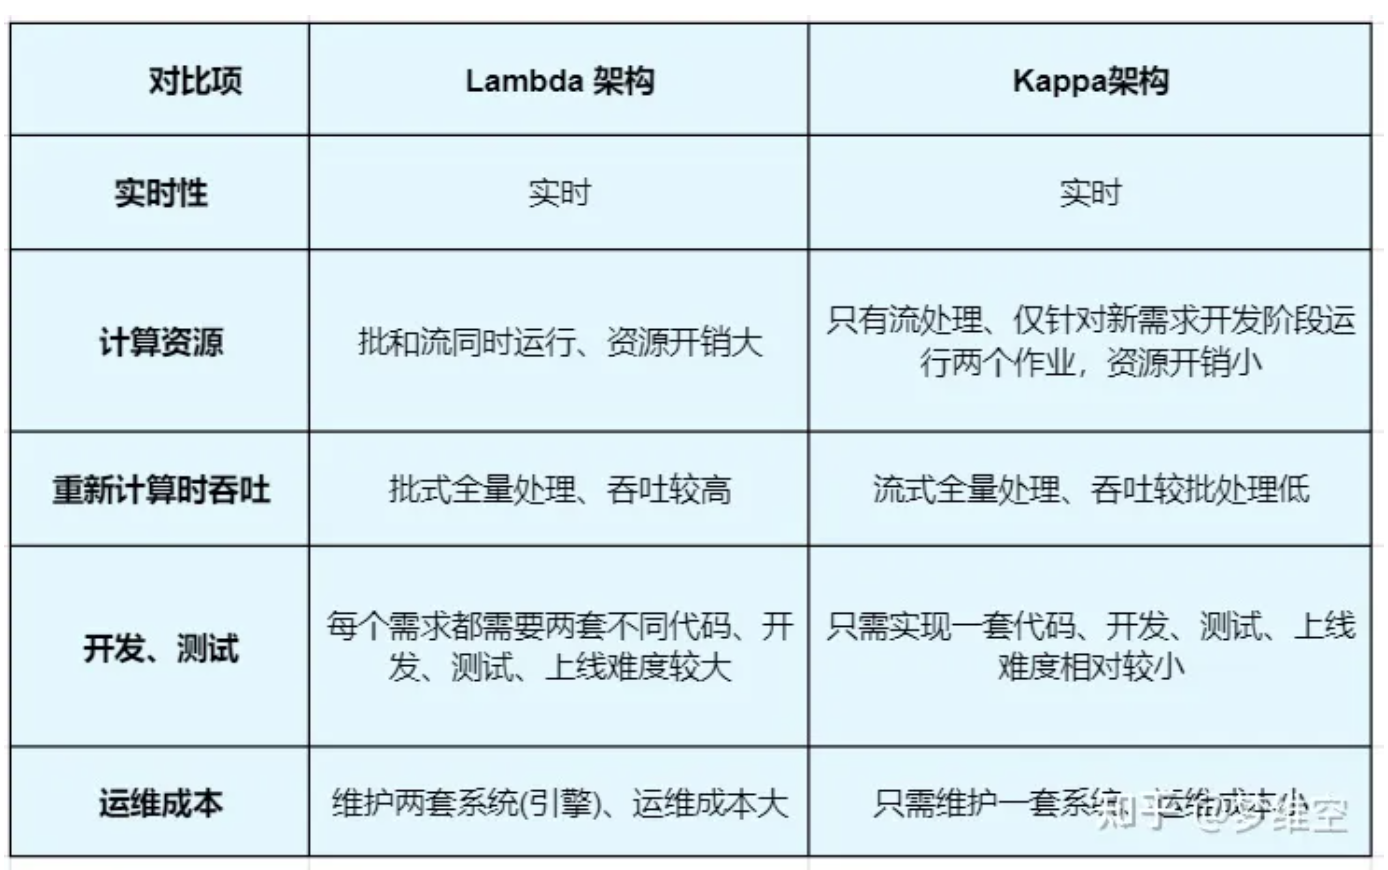 对比项
Lambda 架构
Kappa架构
实时性
实时
实时
计算资源
批和流同时运行、资源开销大
只有流处理、仅针对新需求开发阶段运
行两个作业，资源开销小
重新计算时吞吐
批式全量处理、吞吐较高
流式全量处理、吞吐较批处理低
开发、测试
每个需求都需要两套不同代码、开
发、测试、上线难度较大
只需实现一套代码、开发、测试、上线
难度相对较小
运维成本
维护两套系统(引擎)、运维成本大
只需维护一套系统、运维成本小
知乎 @梦维空